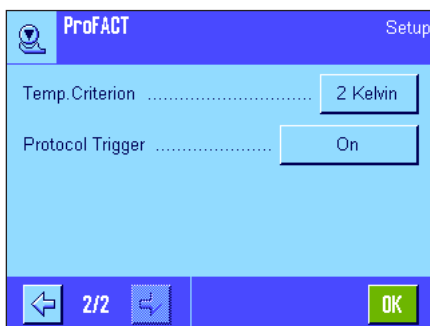 ProFACT Setup
Temp.Criterion .............................. 2 Kelvin
Protocol Trigger ..................... On
2/2 OK